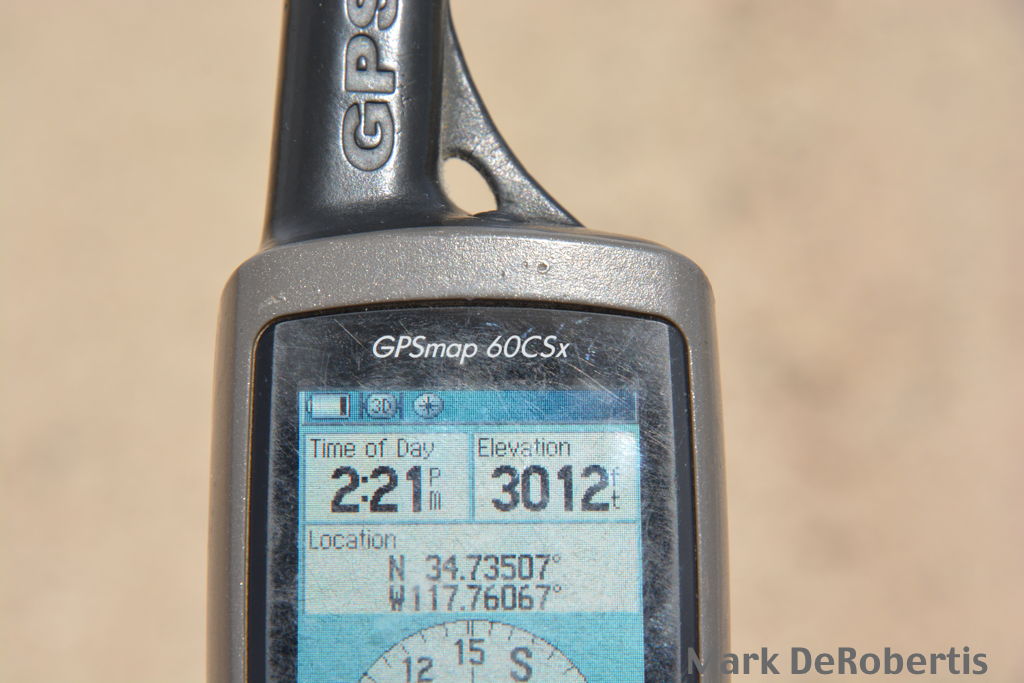 GPS
GPSmap 60CSx
3D
Time of Day
2:21 Pm
Elevation
3012 ft
Location
N 34.73507°
W117.76067°
12 15 S
Mark DeRobertis